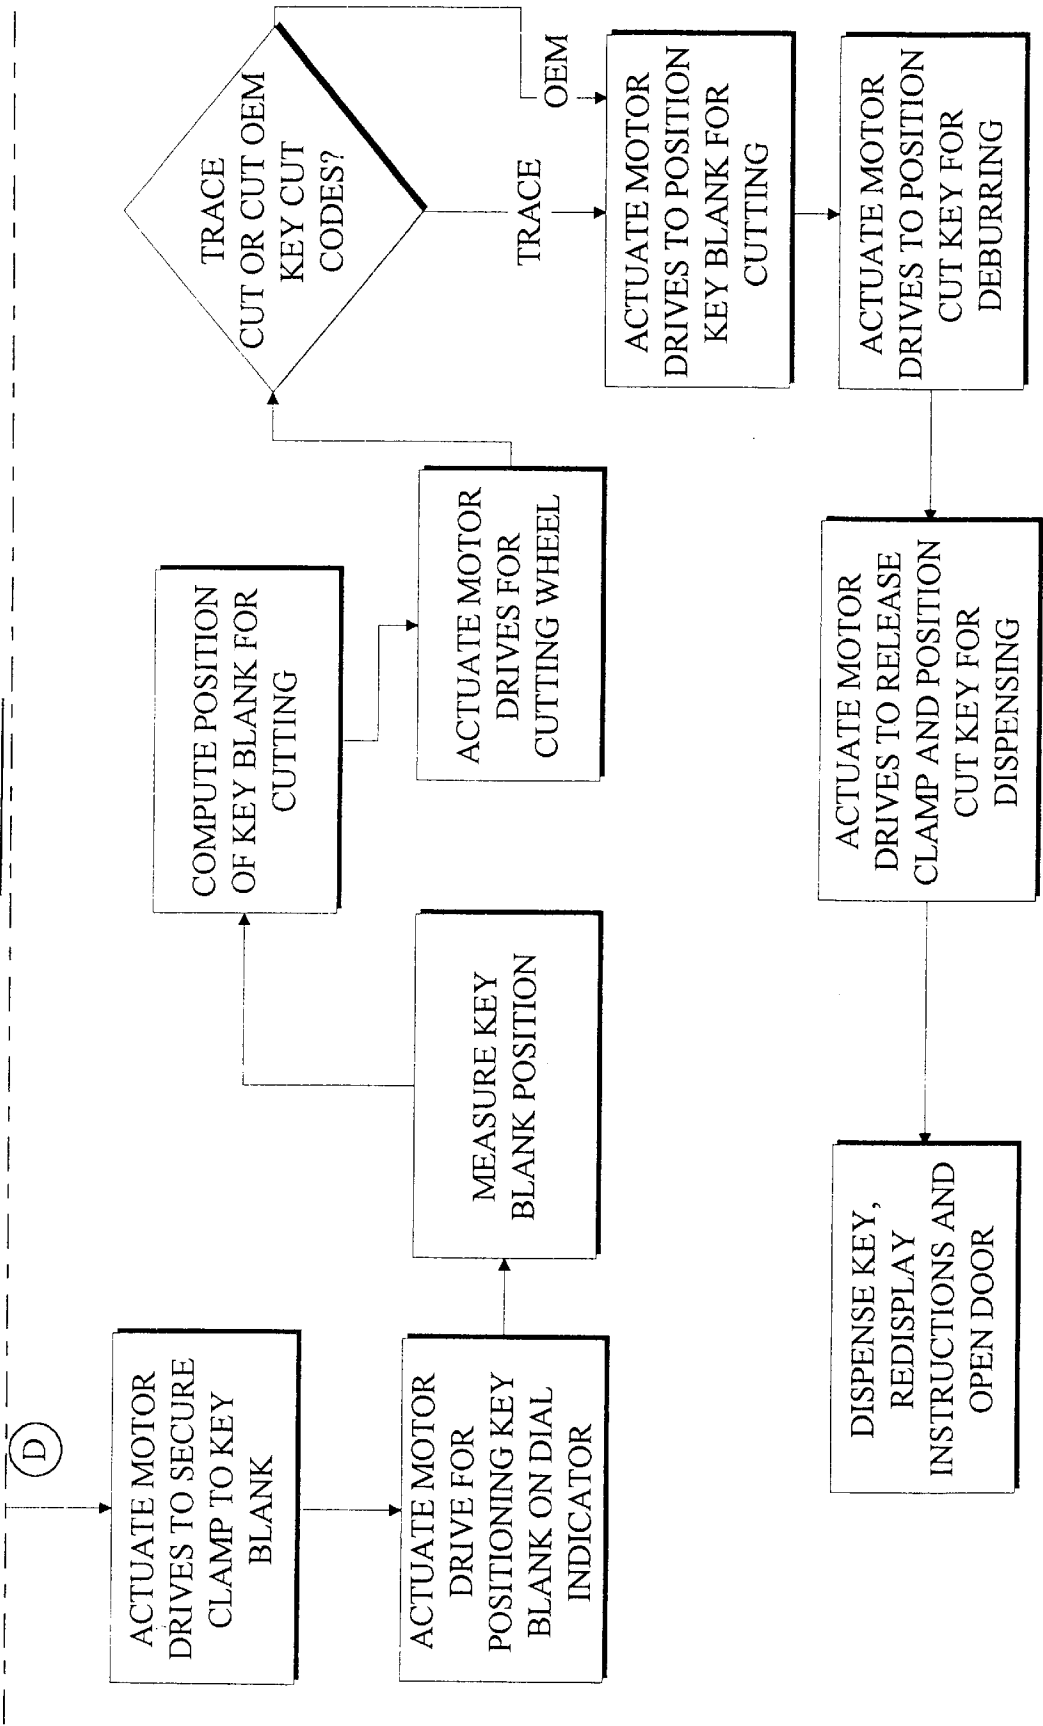 D
ACTUATE MOTOR
DRIVES TO SECURE
CLAMP TO KEY
BLANK
ACTUATE MOTOR
DRIVE FOR
POSITIONING KEY
BLANK ON DIAL
INDICATOR
MEASURE KEY
BLANK POSITION
COMPUTE POSITION
OF KEY BLANK FOR
CUTTING
ACTUATE MOTOR
DRIVES FOR
CUTTING WHEEL
TRACE
CUT OR CUT OEM
KEY CUT
CODES?
TRACE
OEM
ACTUATE MOTOR
DRIVES TO POSITION
KEY BLANK FOR
CUTTING
ACTUATE MOTOR
DRIVES TO POSITION
CUT KEY FOR
DEBURRING
ACTUATE MOTOR
DRIVES TO RELEASE
CLAMP AND POSITION
CUT KEY FOR
DISPENSING
DISPENSE KEY,
REDISPLAY
INSTRUCTIONS AND
OPEN DOOR